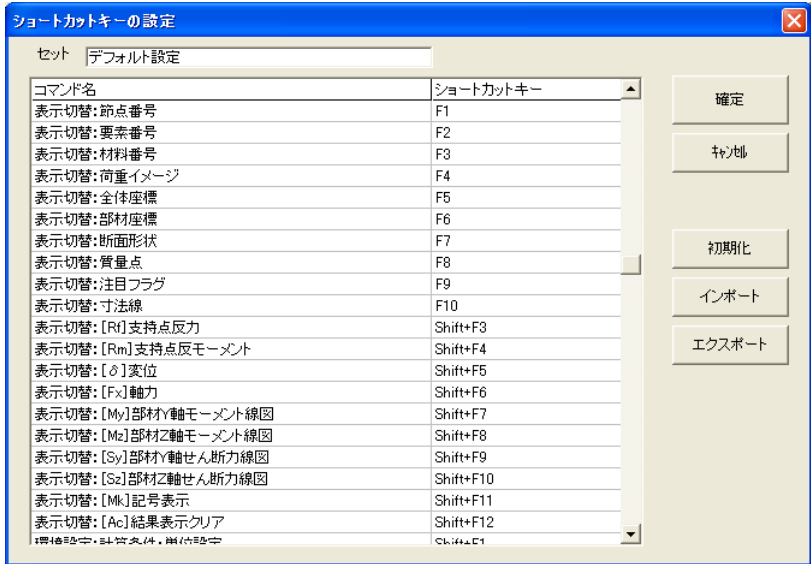 ショートカットキーの設定
セット デフォルト設定
コマンド名 ショートカットキー
表示切替:節点番号 F1
表示切替:要素番号 F2
表示切替:材料番号 F3
表示切替:荷重イメージ F4
表示切替:全体座標 F5
表示切替:部材座標 F6
表示切替:断面形状 F7
表示切替:質量点 F8
表示切替:注目フラグ F9
表示切替:寸法線 F10
表示切替:[Rf]支持点反力 Shift+F3
表示切替:[Rm]支持点反モーメント Shift+F4
表示切替:[δ]変位 Shift+F5
表示切替:[Fx]軸力 Shift+F6
表示切替:[My]部材Y軸モーメント線図 Shift+F7
表示切替:[Mz]部材Z軸モーメント線図 Shift+F8
表示切替:[Sy]部材Y軸せん断力線図 Shift+F9
表示切替:[Sz]部材Z軸せん断力線図 Shift+F10
表示切替:[Mk]記号表示 Shift+F11
表示切替:[Ac]結果表示クリア Shift+F12
環境設定:計算条件・単位設定 Shift+F1
確定
キャンセル
初期化
インポート
エクスポート